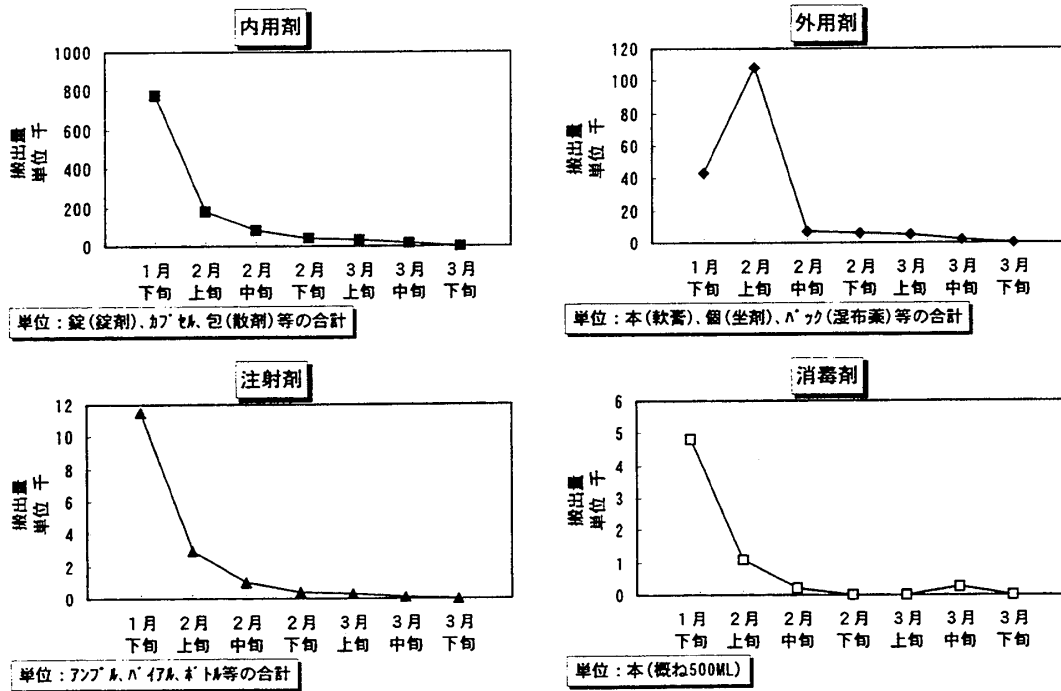 内用剤
1000
800
600
400
200
0
搬出量
単位 千
1月 2月 2月 2月 3月 3月 3月
下旬 上旬 中旬 下旬 上旬 中旬 下旬
単位：錠(錠剤)、ｶﾌﾟｾﾙ、包(散剤)等の合計
外用剤
120
100
80
60
40
20
0
搬出量
単位 千
1月 2月 2月 2月 3月 3月 3月
下旬 上旬 中旬 下旬 上旬 中旬 下旬
単位：本(軟膏)、個(坐剤)、ﾊﾟｯｸ(湿布薬)等の合計
注射剤
12
10
8
6
4
2
0
搬出量
単位 千
1月 2月 2月 2月 3月 3月 3月
下旬 上旬 中旬 下旬 上旬 中旬 下旬
単位：ｱﾝﾌﾟﾙ、ﾊﾞｲｱﾙ、ﾎﾞﾄﾙ等の合計
消毒剤
6
5
4
3
2
1
0
搬出量
単位 千
1月 2月 2月 2月 3月 3月 3月
下旬 上旬 中旬 下旬 上旬 中旬 下旬
単位：本(概ね500ML)